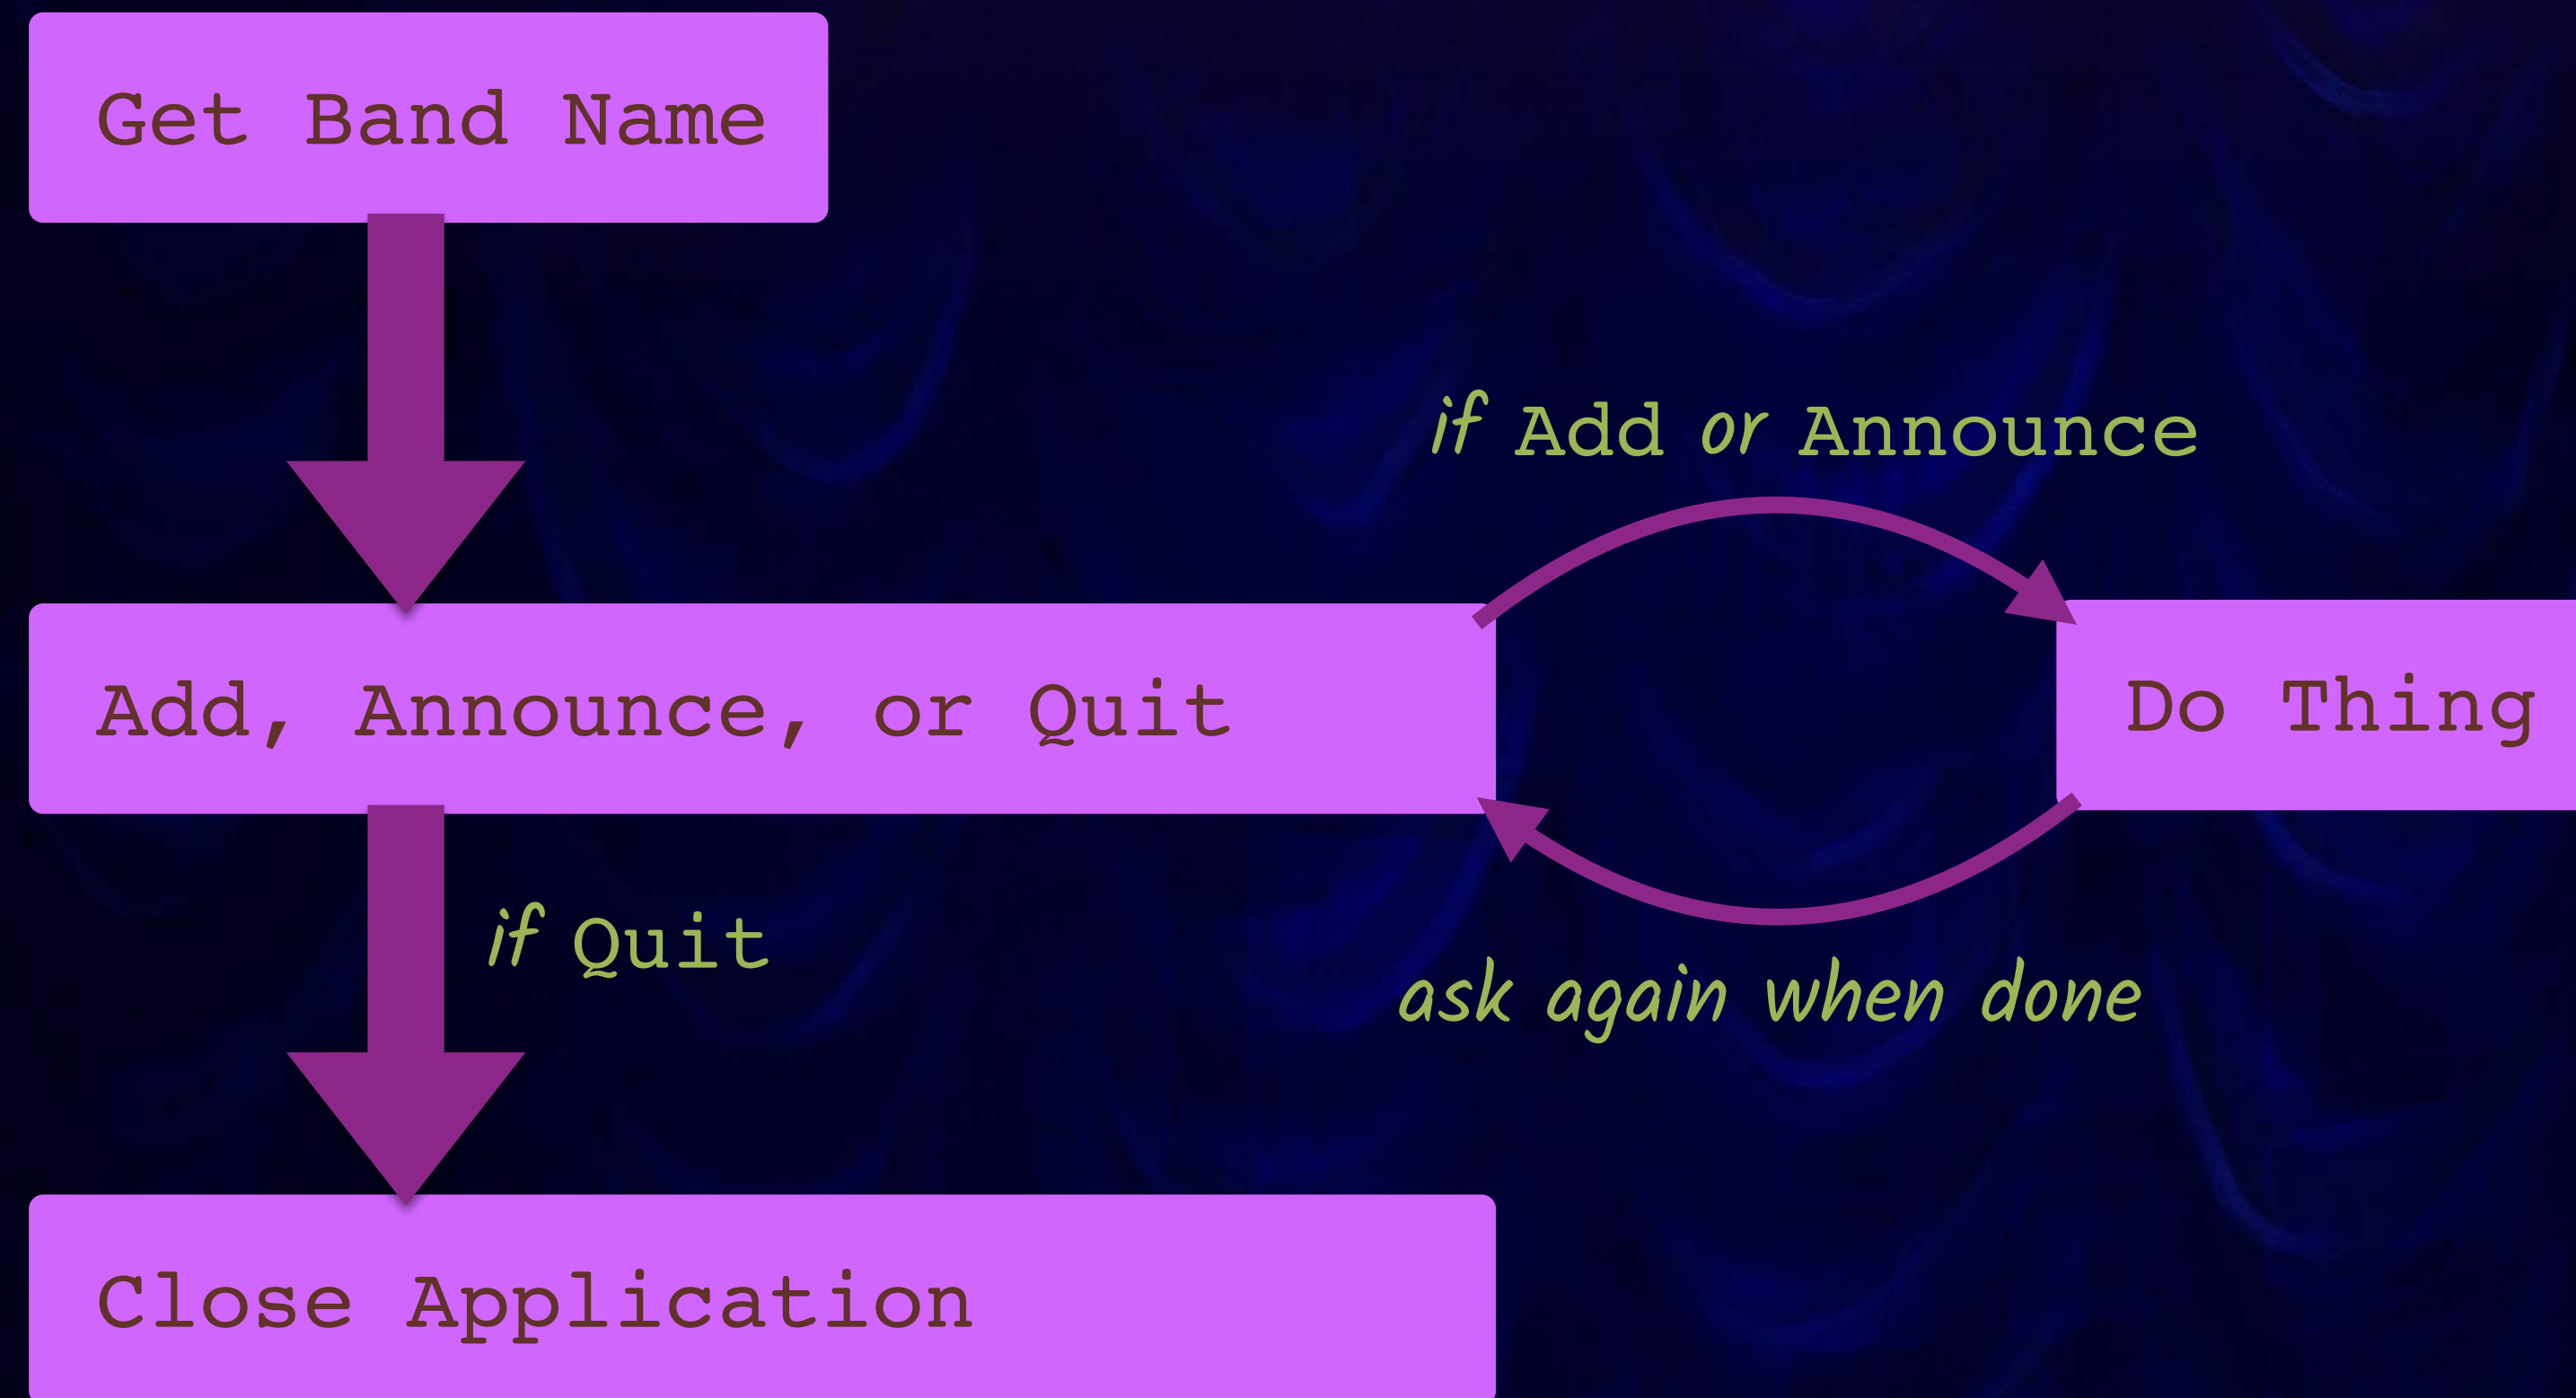 Get Band Name
if Add or Announce
Add, Announce, or Quit
Do Thing
if Quit
ask again when done
Close Application